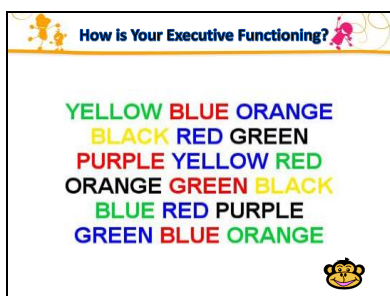 How is Your Executive Functioning?
YELLOW BLUE ORANGE
BLACK RED GREEN
PURPLE YELLOW RED
ORANGE GREEN BLACK
BLUE RED PURPLE
GREEN BLUE ORANGE